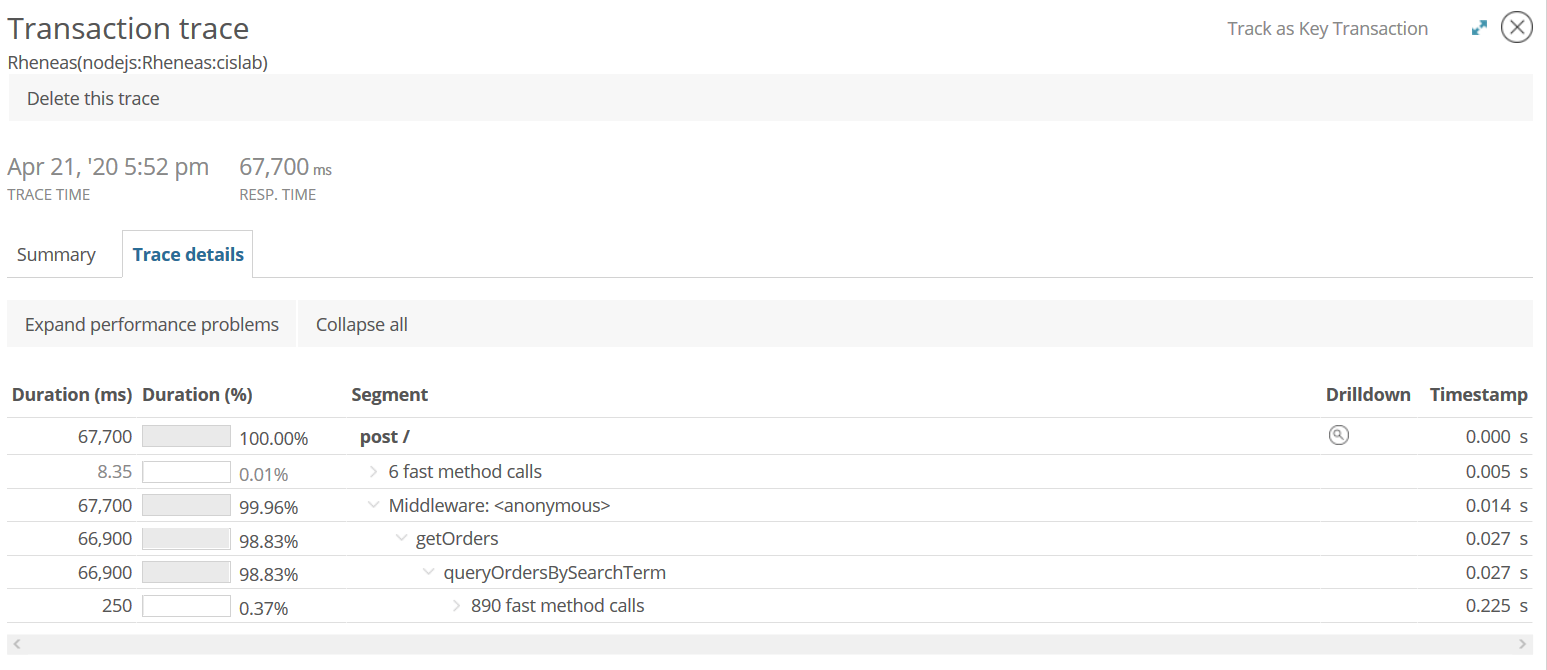 Transaction trace
Track as Key Transaction
Rheneas(nodejs:Rheneas:cislab)
Delete this trace
Apr 21, '20 5:52 pm 67,700 ms
TRACE TIME RESP. TIME
Summary Trace details
Expand performance problems Collapse all
Duration (ms) Duration (%) Segment Drilldown Timestamp
67,700 100.00% post / 0.000 s
8.35 0.01% 6 fast method calls 0.005 s
67,700 99.96% Middleware: <anonymous> 0.014 s
66,900 98.83% getOrders 0.027 s
66,900 98.83% queryOrdersBySearchTerm 0.027 s
250 0.37% 890 fast method calls 0.225 s